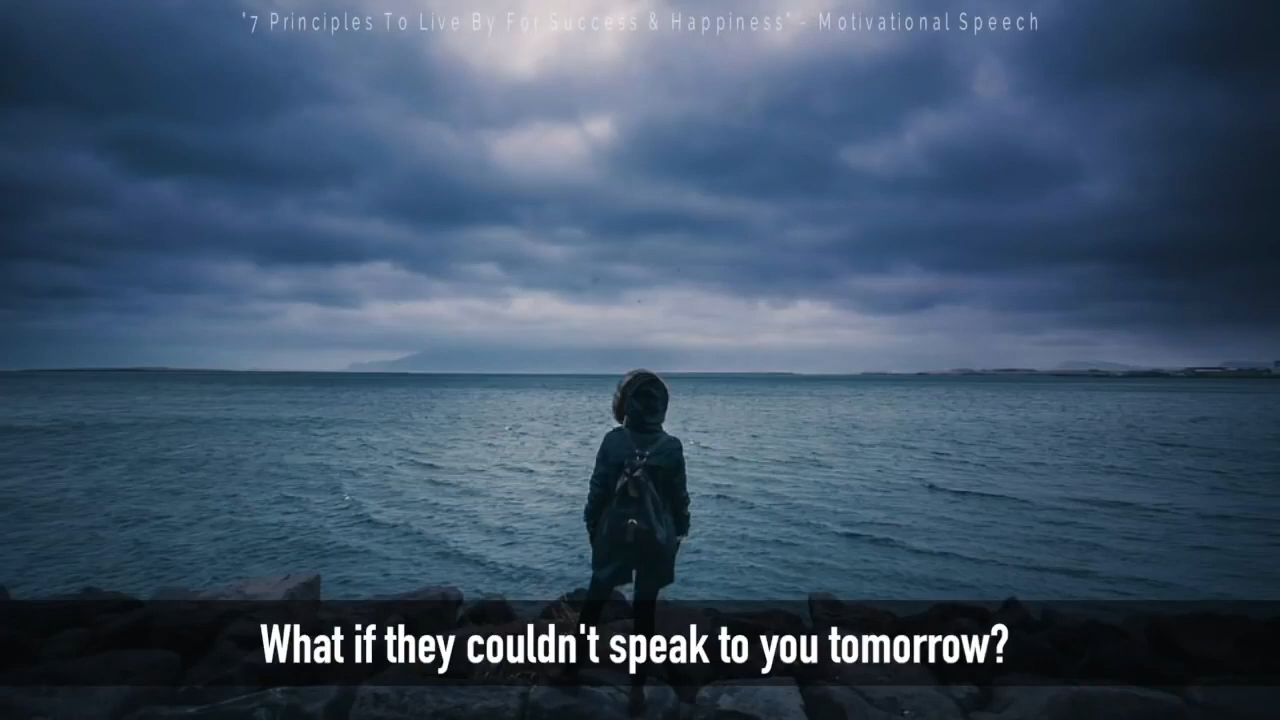 "7 Principles To Live By For Success & Happiness" - Motivational Speech
What if they couldn't speak to you tomorrow?